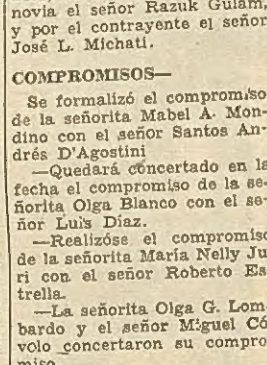 novia el señor Razuk Gulam,
y por el contrayente el señor
José L. Michati.
COMPROMISOS—
Se formalizó el compromiso
de la señorita Mabel A. Mon-
dino con el señor Santos An-
drés D'Agostini
—Quedará concertado en la
fecha el compromiso de la se-
ñorita Olga Blanco con el se-
ñor Luis Díaz.
—Realizóse el compromiso
de la señorita María Nelly Ju
ri con el señor Roberto Es
trella.
—La señorita Olga G. Lom
bardo y el señor Miguel Có
volo concertaron su compro
miso